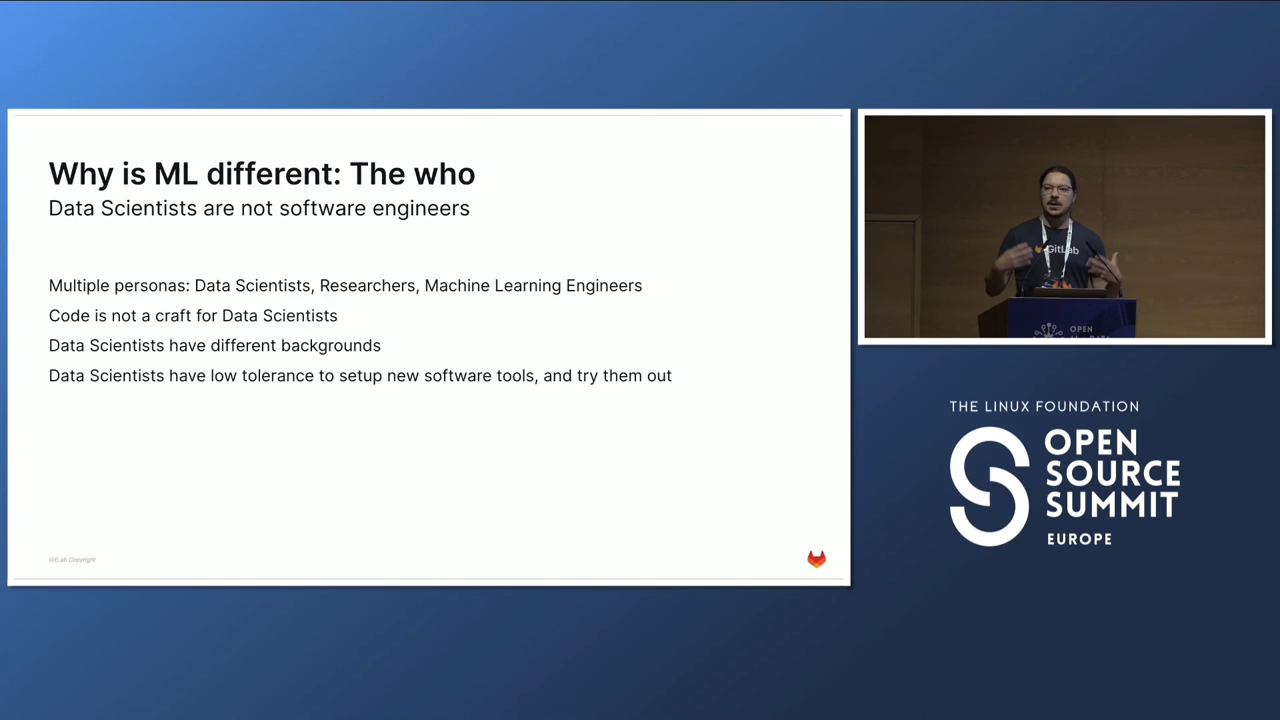 Why is ML different: The who
Data Scientists are not software engineers
Multiple personas: Data Scientists, Researchers, Machine Learning Engineers
Code is not a craft for Data Scientists
Data Scientists have different backgrounds
Data Scientists have low tolerance to setup new software tools, and try them out
GitLab Copyright
GitLab
OPEN
THE LINUX FOUNDATION
OPEN
SOURCE
SUMMIT
EUROPE